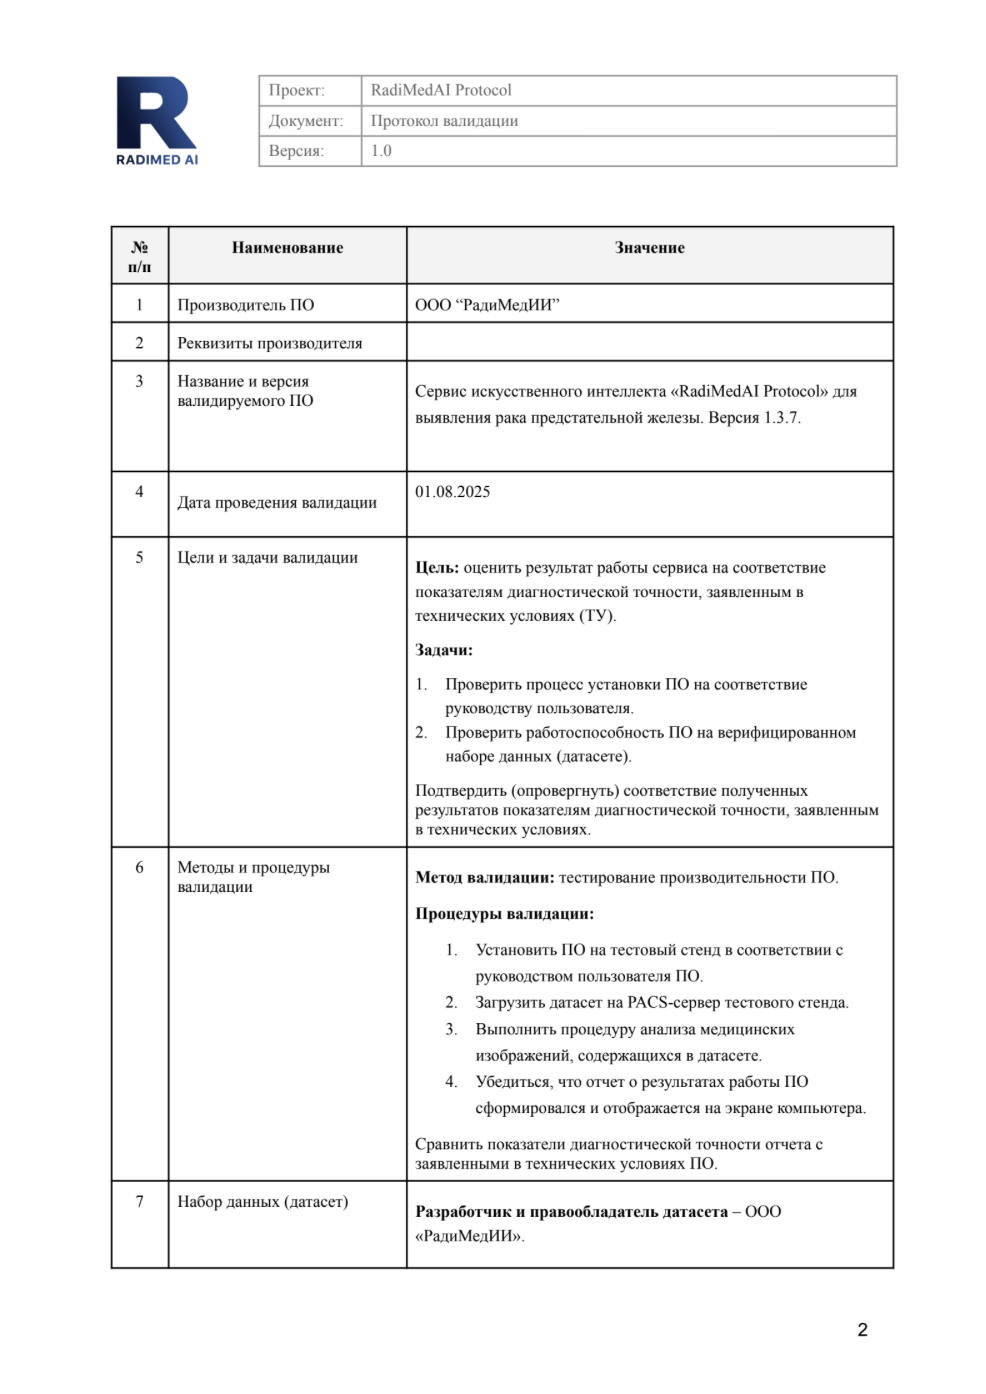 R
RADIMED AI
Проект: RadiMedAI Protocol
Документ: Протокол валидации
Версия: 1.0
№ п/п Наименование Значение
1 Производитель ПО ООО “РадиМедИИ”
2 Реквизиты производителя
3 Название и версия
валидируемого ПО
Сервис искусственного интеллекта «RadiMedAI Protocol» для
выявления рака предстательной железы. Версия 1.3.7.
4 Дата проведения валидации 01.08.2025
5 Цели и задачи валидации
Цель: оценить результат работы сервиса на соответствие
показателям диагностической точности, заявленным в
технических условиях (ТУ).
Задачи:
1. Проверить процесс установки ПО на соответствие
руководству пользователя.
2. Проверить работоспособность ПО на верифицированном
наборе данных (датасете).
Подтвердить (опровергнуть) соответствие полученных
результатов показателям диагностической точности, заявленным
в технических условиях.
6 Методы и процедуры
валидации
Метод валидации: тестирование производительности ПО.
Процедуры валидации:
1. Установить ПО на тестовый стенд в соответствии с
руководством пользователя ПО.
2. Загрузить датасет на PACS-сервер тестового стенда.
3. Выполнить процедуру анализа медицинских
изображений, содержащихся в датасете.
4. Убедиться, что отчет о результатах работы ПО
сформировался и отображается на экране компьютера.
Сравнить показатели диагностической точности отчета с
заявленными в технических условиях ПО.
7 Набор данных (датасет)
Разработчик и правообладатель датасета – ООО
«РадиМедИИ».
2